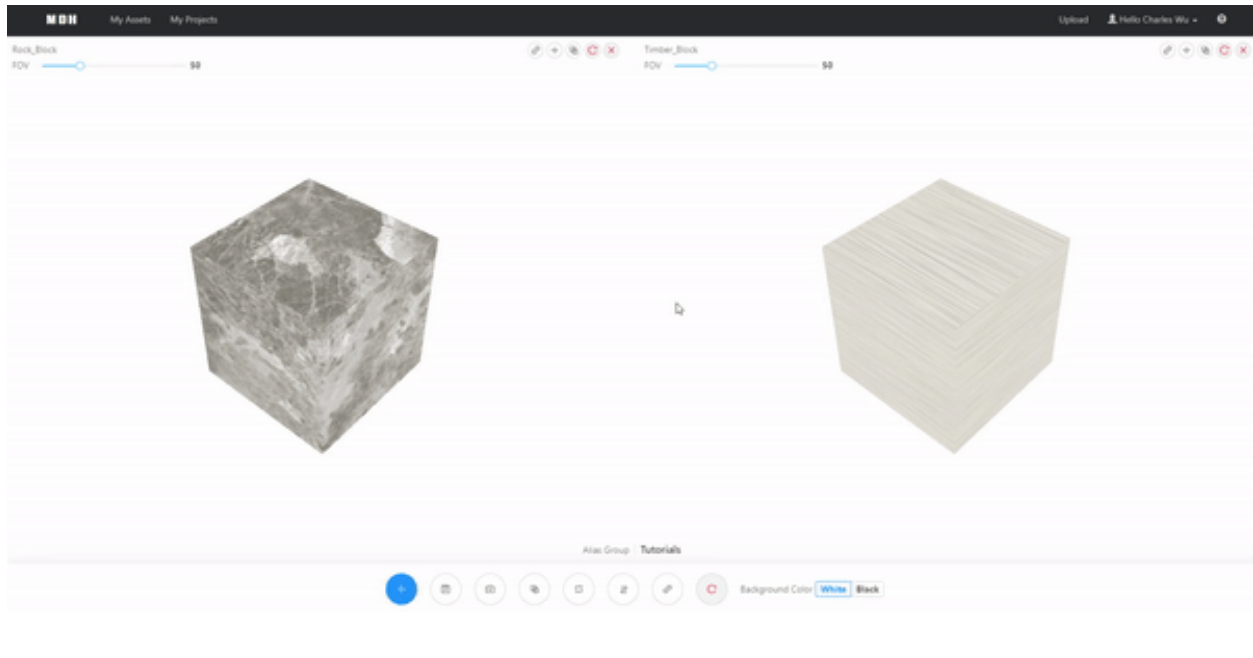 MDH My Assets My Projects Upload Hello Charles Wu
Rock_Block Timber_Block
FOV 50 FOV 50
Alias Group Tutorials
Background Color White Black